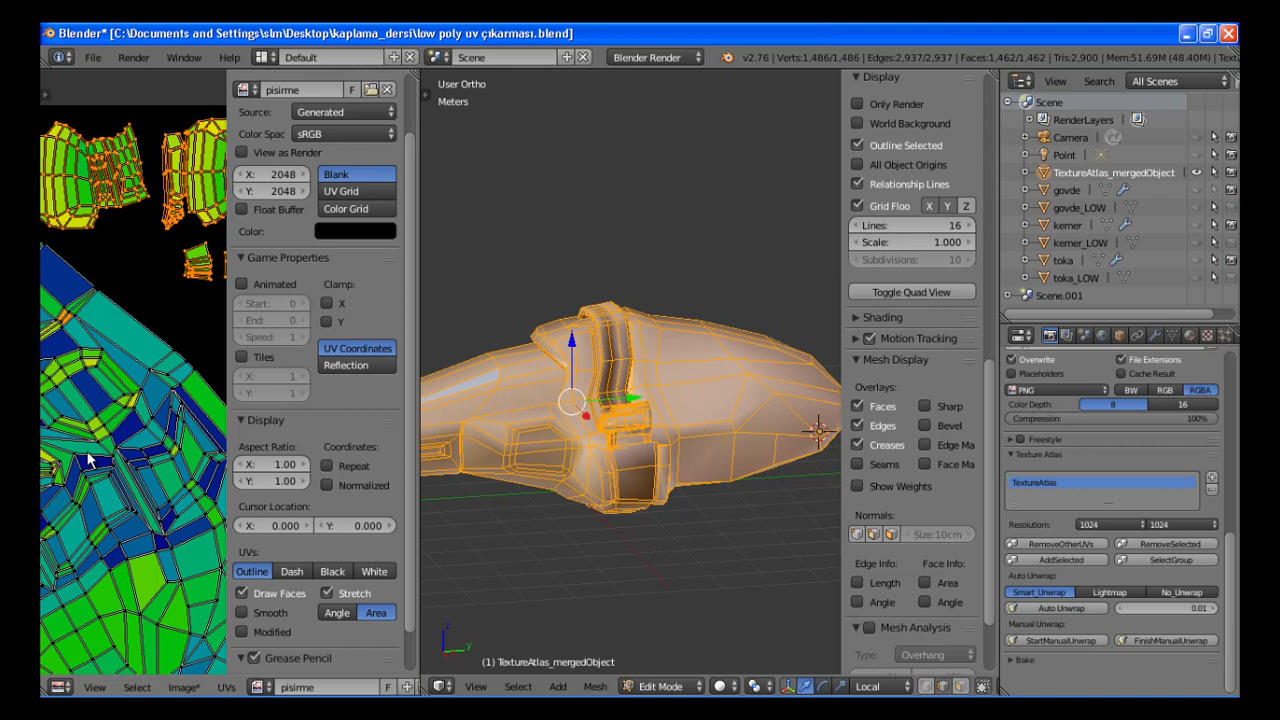 Blender* [C:\Documents and Settings\slm\Desktop\kaplama_dersi\low poly uv çıkarması.blend]
File Render Window Help Default Scene Blender Render v2.76 | Verts:1,486/1,486 | Edges:2,937/2,937 | Faces:1,462/1,462 | Tris:2,900 | Mem:51.69M (48.40M) | Textu
pisirme F
Source: Generated
Color Spac sRGB
View as Render
X: 2048 Blank
Y: 2048 UV Grid
Float Buffer Color Grid
Color:
Game Properties
Animated Clamp:
Start: 0 X
End: 0 Y
Speed: 1 UV Coordinates
Tiles Reflection
X: 1
Y: 1
Display
Aspect Ratio: Coordinates:
X: 1.00 Repeat
Y: 1.00 Normalized
Cursor Location:
X: 0.000 Y: 0.000
UVs:
Outline Dash Black White
Draw Faces Stretch
Smooth Angle Area
Modified
Grease Pencil
View Select Image* UVs pisirme F
User Ortho
Meters
z
y
(1) TextureAtlas_mergedObject
View Select Add Mesh Edit Mode Local
Display
Only Render
World Background
Outline Selected
All Object Origins
Relationship Lines
Grid Floo X Y Z
Lines: 16
Scale: 1.000
Subdivisions: 10
Toggle Quad View
Shading
Motion Tracking
Mesh Display
Overlays:
Faces Sharp
Edges Bevel
Creases Edge Ma
Seams Face Ma
Show Weights
Normals:
Size:10cm
Edge Info: Face Info:
Length Area
Angle Angle
Mesh Analysis
Type: Overhang
View Search All Scenes
Scene
RenderLayers
Camera
Point
TextureAtlas_mergedObject
govde
govde_LOW
kemer
kemer_LOW
toka
toka_LOW
Scene.001
Overwrite File Extensions
Placeholders Cache Result
PNG BW RGB RGBA
Color Depth: 8 16
Compression: 100%
Freestyle
Texture Atlas
TextureAtlas
Resolution: 1024 1024
RemoveOtherUVs RemoveSelected
AddSelected SelectGroup
Auto Unwrap:
Smart_Unwrap Lightmap No_Unwrap
Auto Unwrap 0.01
Manual Unwrap:
StartManualUnwrap FinishManualUnwrap
Bake